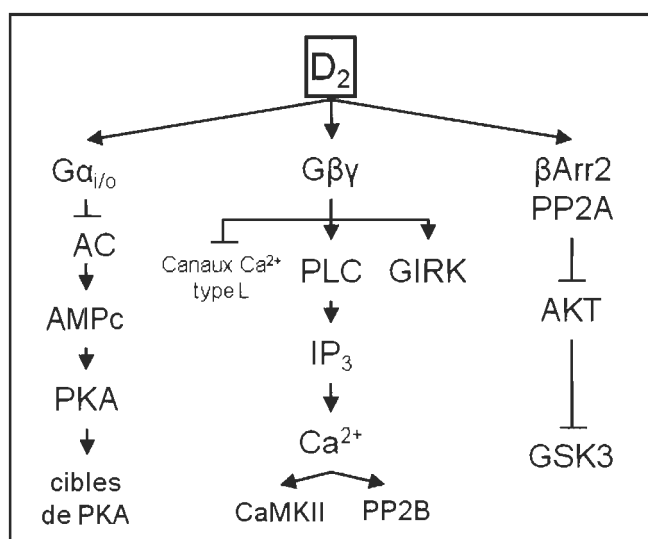 D₂
Gα_{i/o}
Gβγ
βArr2
PP2A
AC
Canaux Ca²⁺
type L
PLC
GIRK
AMPc
AKT
IP₃
PKA
Ca²⁺
GSK3
cibles
de PKA
CaMKII
PP2B